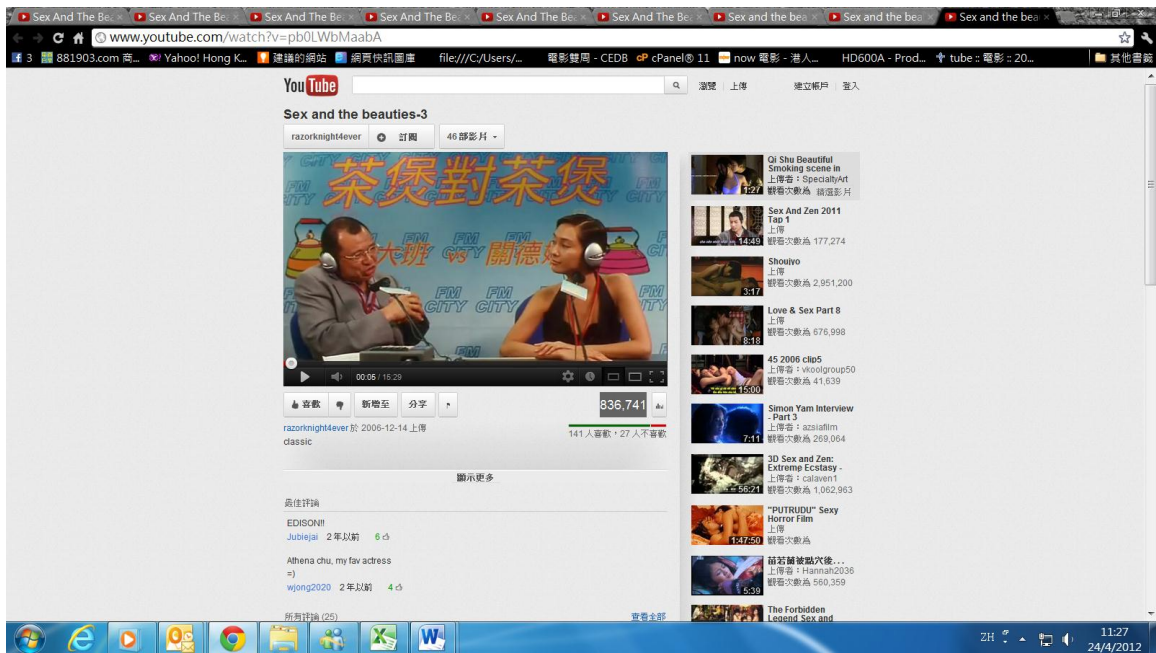 Sex And The Be
Sex And The Be
Sex And The Be
Sex And The Be
Sex And The Be
Sex And The Be
Sex and the bea
Sex and the bea
Sex and the bea
www.youtube.com/watch?v=pb0LWbMaabA
3 881903.com 商... Yahoo! Hong K... 建議的網站 網頁快訊圖庫 file:///C:/Users/... 電影雙周 - CEDB cPanel® 11 now 電影 - 港人... HD600A - Prod... tube :: 電影 :: 20... 其他書籤
You Tube
瀏覽 上傳 建立帳戶 登入
Sex and the beauties-3
razorknight4ever 訂閱 46 部影片
茶煲對茶煲
大班 vs 關德
FM CITY
00:05 / 15:29
喜歡 新增至 分享
836,741
razorknight4ever 於 2006-12-14 上傳
141 人喜歡，27 人不喜歡
classic
顯示更多
最佳評論
EDISON!!
Jubiejai 2 年以前 6
Athena chu, my fav actress
=)
wjong2020 2 年以前 4
所有評論 (25) 查看全部
Qi Shu Beautiful
Smoking scene in
上傳者：SpecialtyArt
觀看次數為 精選影片
1:27
Sex And Zen 2011
Tap 1
上傳
觀看次數為 177,274
14:49
Shoujyo
上傳
觀看次數為 2,951,200
3:17
Love & Sex Part 8
上傳
觀看次數為 676,998
8:18
45 2006 clip5
上傳者：vkoolgroup50
觀看次數為 41,639
15:00
Simon Yam Interview
- Part 3
上傳者：azsiafilm
觀看次數為 269,064
7:11
3D Sex and Zen:
Extreme Ecstasy -
上傳者：calaven1
觀看次數為 1,062,963
56:21
"PUTRUDU" Sexy
Horror Film
上傳
觀看次數為
1:47:50
苗若蘭被點穴後...
上傳者：Hannah2036
觀看次數為 560,359
5:39
The Forbidden
Legend Sex and
ZH
11:27
24/4/2012